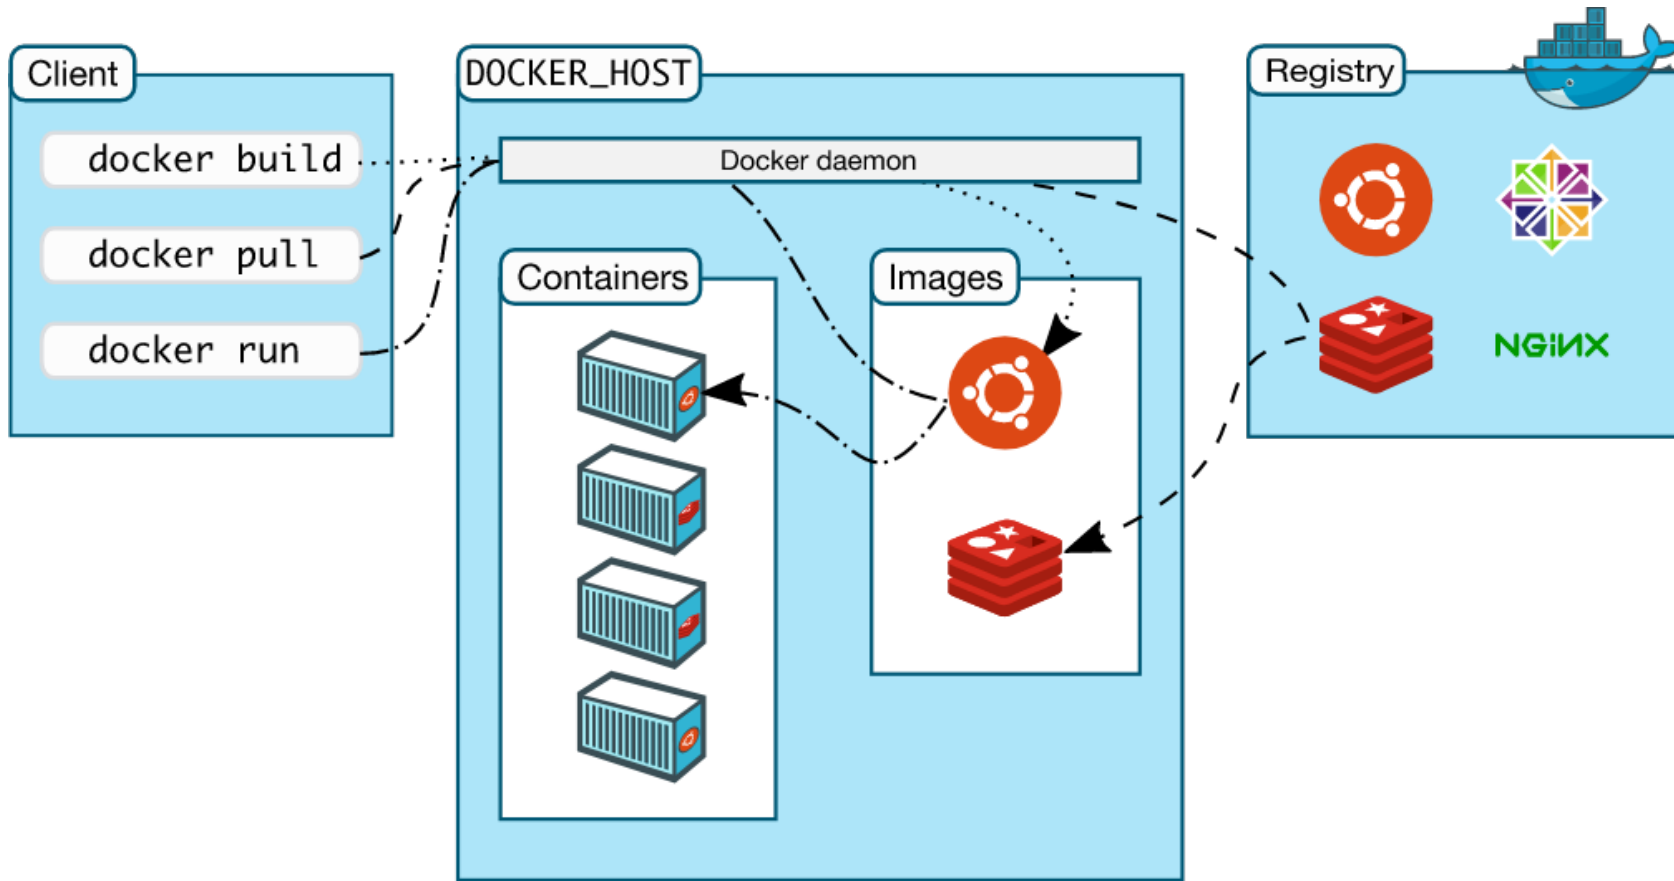 Client
docker build
docker pull
docker run
DOCKER_HOST
Docker daemon
Containers
Images
Registry
NGiNX